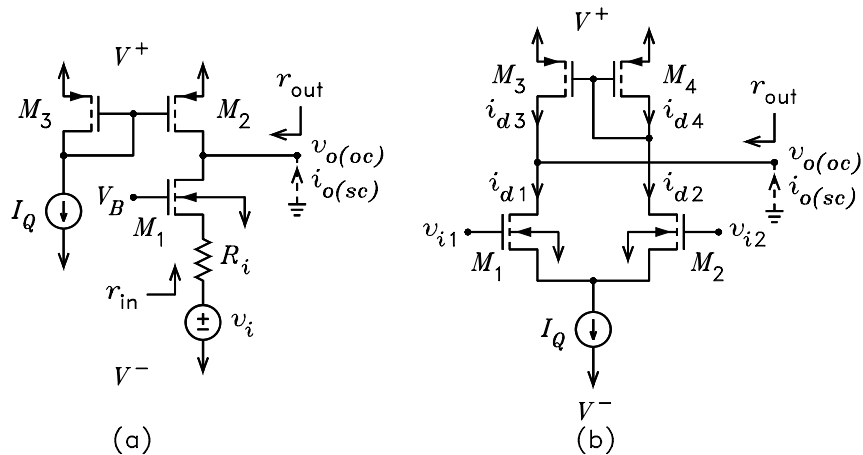 V⁺
M₃
M₂
r_out
v_o(oc)
i_o(sc)
V_B
M₁
I_Q
R_i
r_in
v_i
V⁻
(a)
V⁺
M₃
M₄
r_out
i_d3
i_d4
v_o(oc)
i_o(sc)
i_d1
i_d2
v_i1
v_i2
M₁
M₂
I_Q
V⁻
(b)